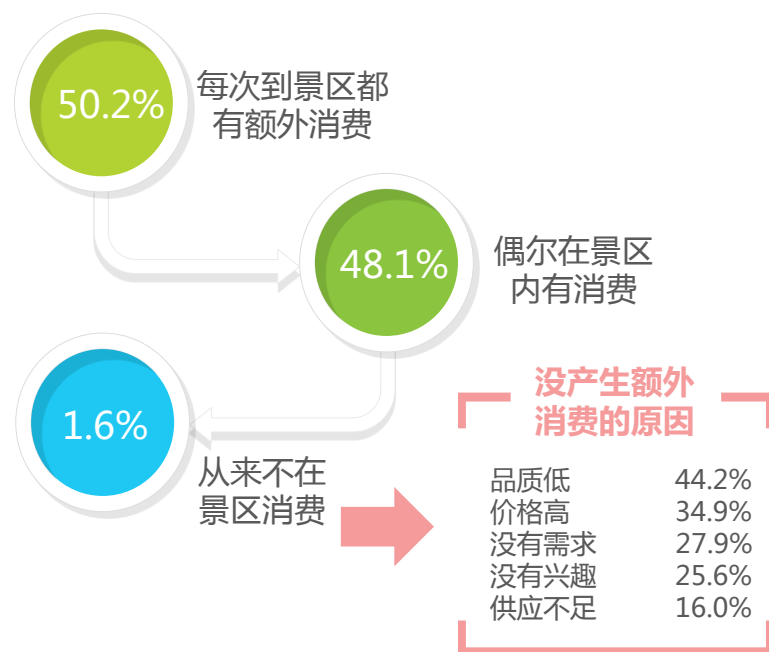 50.2%
每次到景区都
有额外消费
48.1%
偶尔在景区
内有消费
1.6%
从来不在
景区消费
没产生额外
消费的原因
品质低 44.2%
价格高 34.9%
没有需求 27.9%
没有兴趣 25.6%
供应不足 16.0%